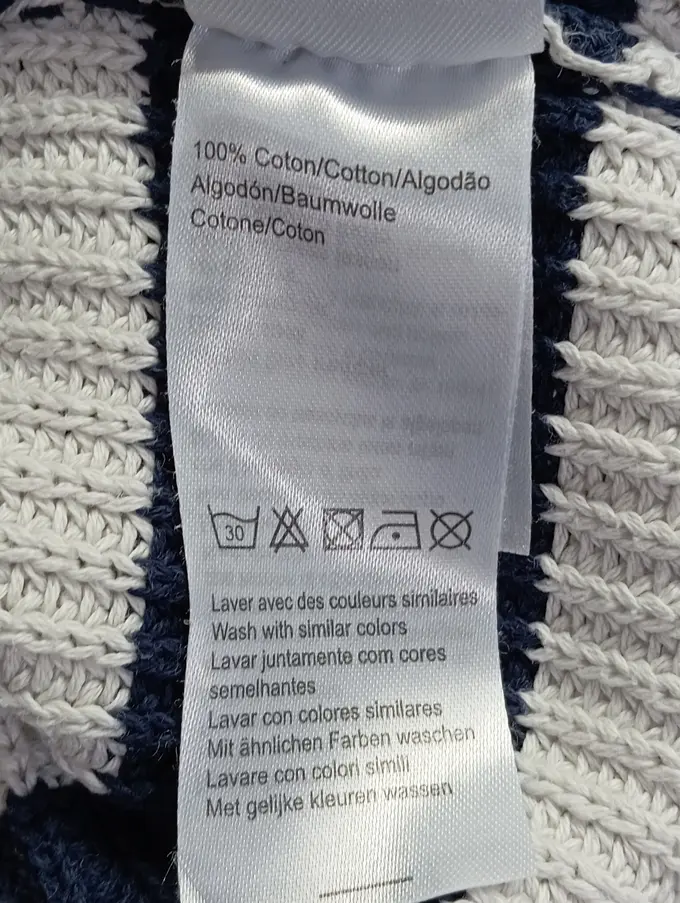 100% Coton/Cotton/Algodão
Algodón/Baumwolle
Cotone/Coton
30
Laver avec des couleurs similaires
Wash with similar colors
Lavar juntamente com cores
semelhantes
Lavar con colores similares
Mit ähnlichen Farben waschen
Lavare con colori simili
Met gelijke kleuren wassen